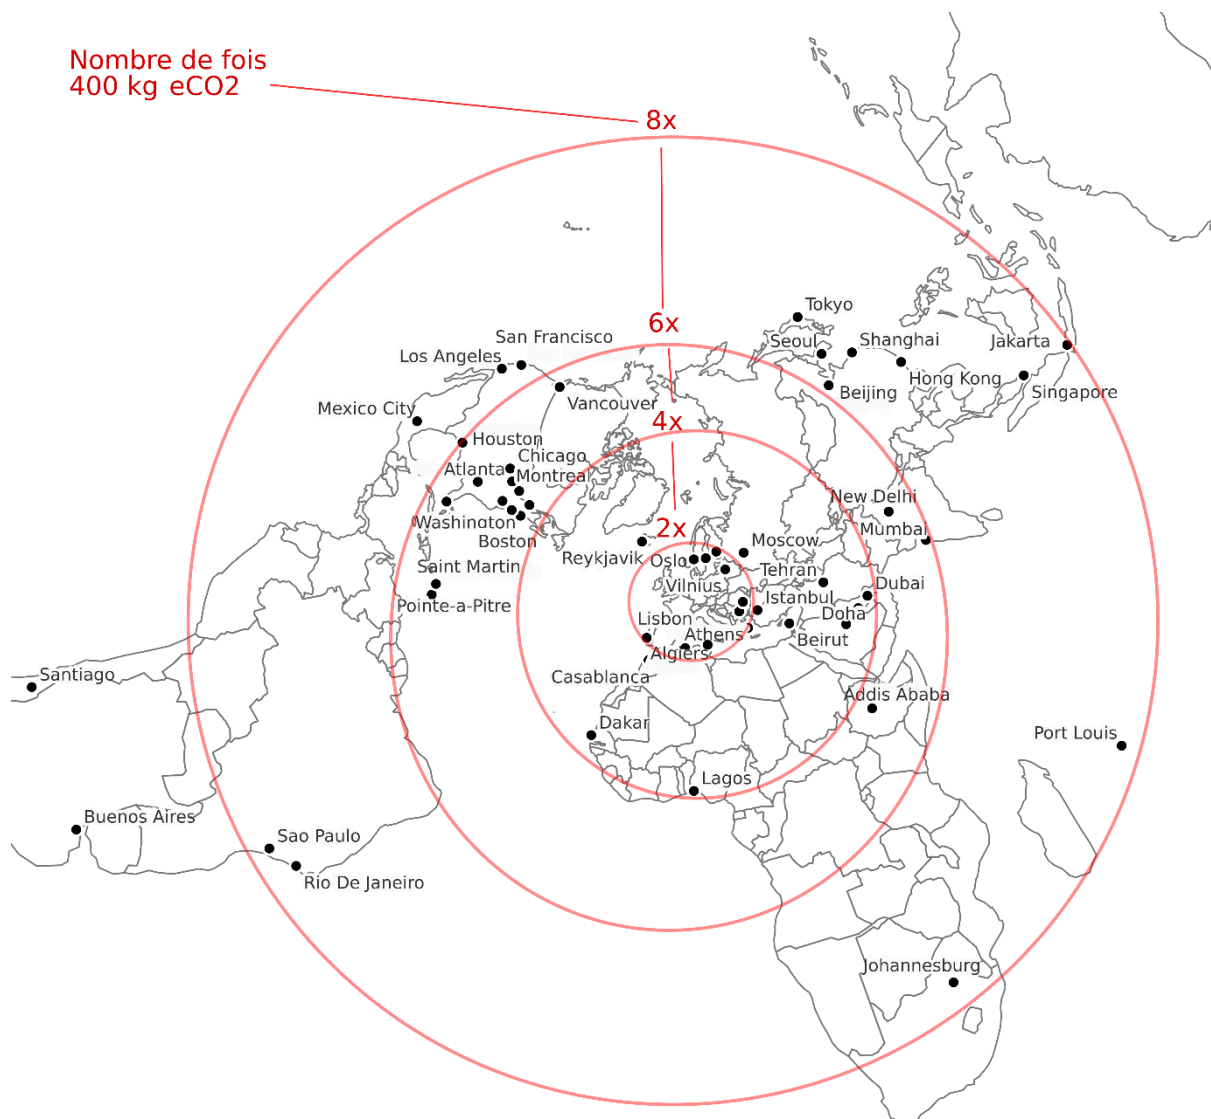 Nombre de fois
400 kg eCO2
8x
6x
4x
2x
Tokyo
San Francisco
Seoul
Shanghai
Jakarta
Los Angeles
Hong Kong
Singapore
Beijing
Vancouver
Mexico City
Houston
Chicago
Atlanta
Montreal
New Delhi
Washington
Mumbai
Boston
Moscow
Reykjavik
Oslo
Saint Martin
Tehran
Vilnius
Dubai
Pointe-a-Pitre
Istanbul
Doha
Lisbon
Athens
Beirut
Algiers
Santiago
Casablanca
Addis Ababa
Dakar
Port Louis
Lagos
Buenos Aires
Sao Paulo
Rio De Janeiro
Johannesburg